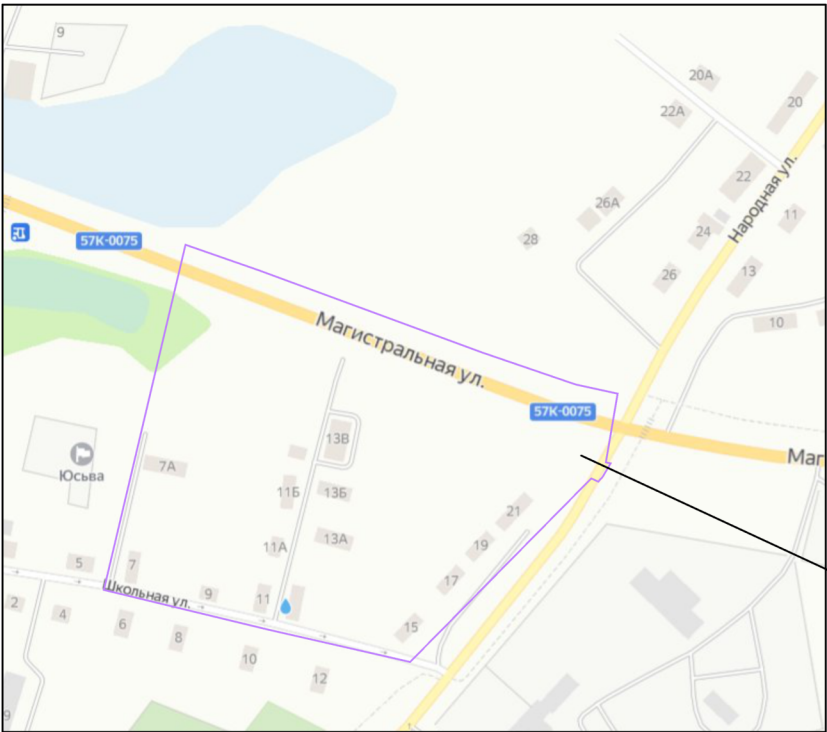 9
20А
20
22А
22
Народная ул.
26А
11
24
28
57К-0075
13
26
10
Магистральная ул.
57К-0075
Маг
13В
Юсьва
7А
11Б
13Б
21
13А
11А
19
5
7
17
Школьная ул.
9
11
2
4
6
15
8
10
12
9